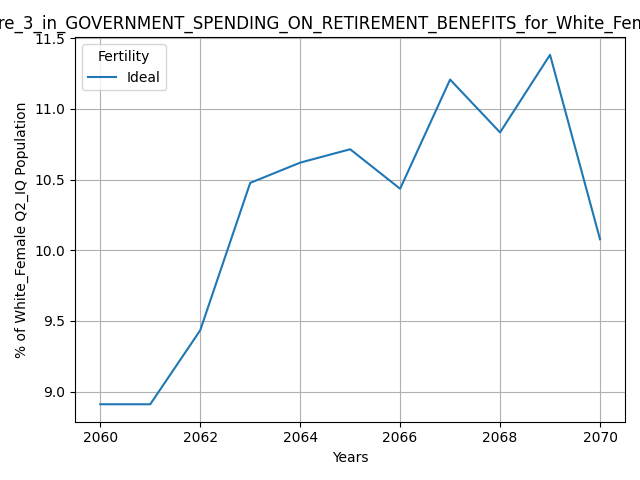 re_3_in_GOVERNMENT_SPENDING_ON_RETIREMENT_BENEFITS_for_White_Fem
11.5
Fertility
Ideal
11.0
10.5
10.0
9.5
9.0
% of White_Female Q2_IQ Population
2060 2062 2064 2066 2068 2070
Years